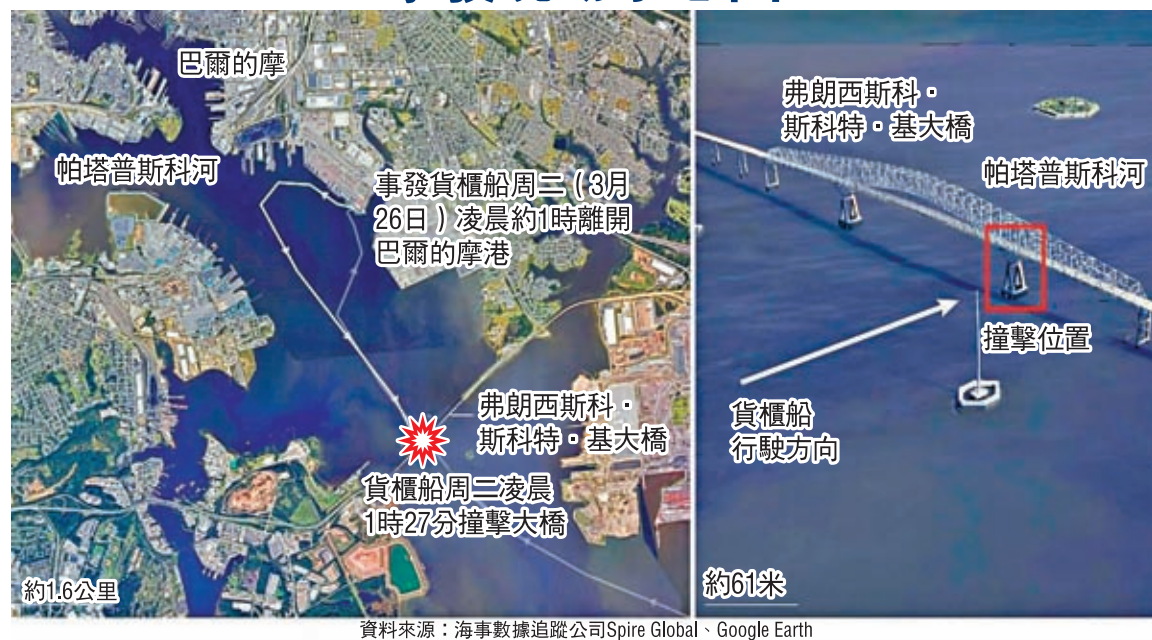 巴爾的摩
帕塔普斯科河
事發貨櫃船周二（3月
26日）凌晨約1時離開
巴爾的摩港
弗朗西斯科·
斯科特·基大橋
貨櫃船周二凌晨
1時27分撞擊大橋
約1.6公里
弗朗西斯科·
斯科特·基大橋
帕塔普斯科河
撞擊位置
貨櫃船
行駛方向
約61米
資料來源：海事數據追蹤公司Spire Global、Google Earth